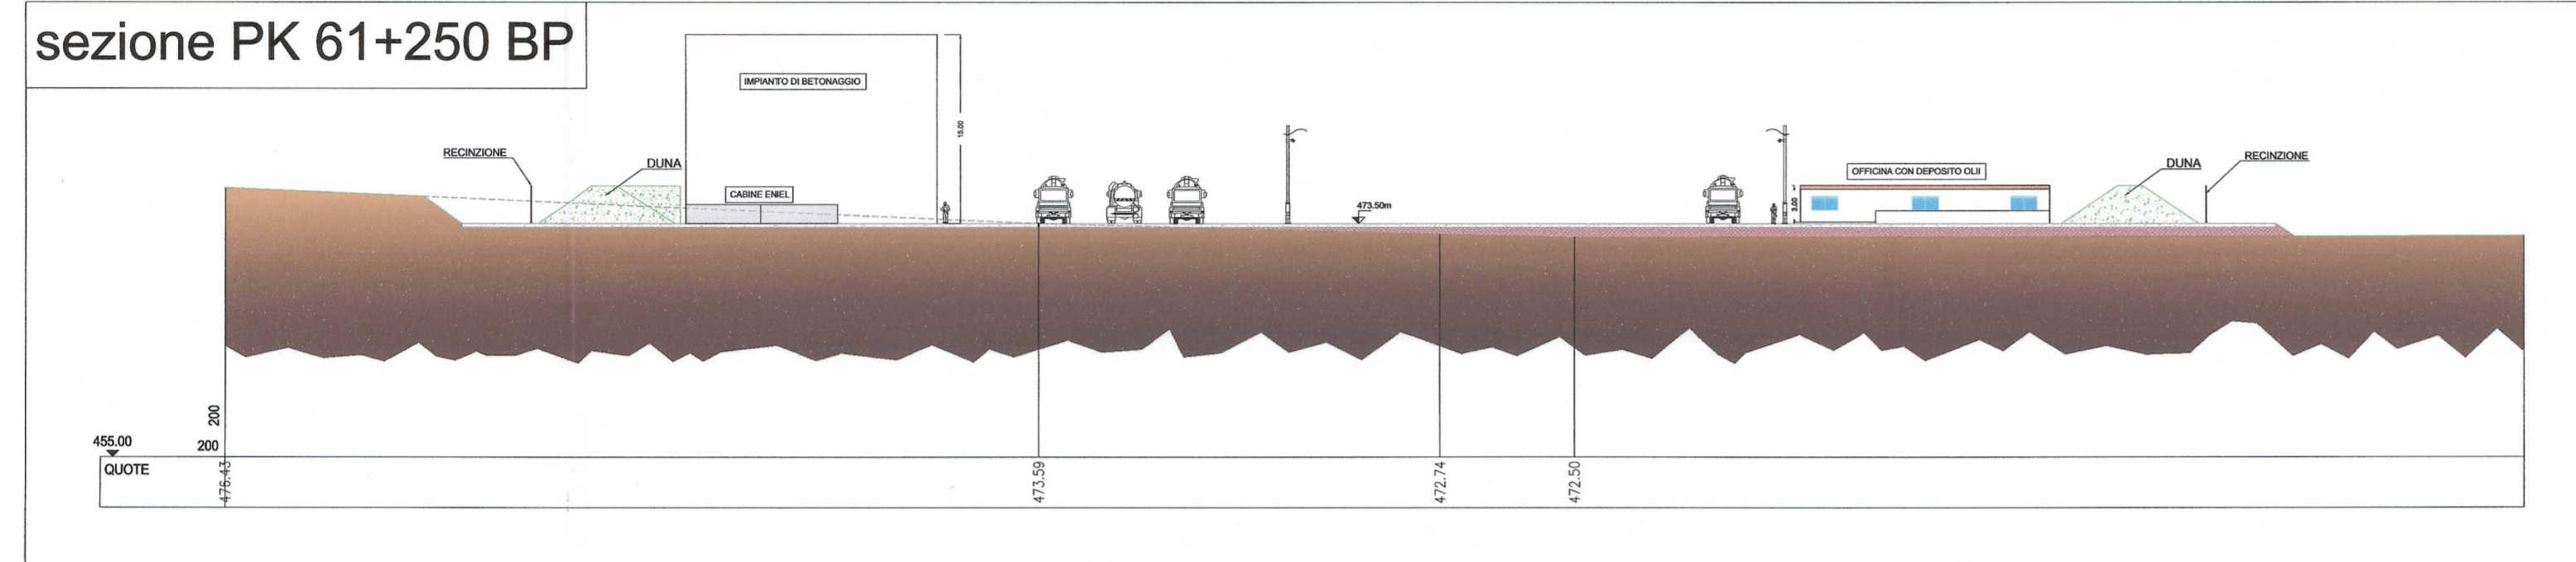 sezione PK 61+250 BP
IMPIANTO DI BETONAGGIO
15.00
RECINZIONE
DUNA
CABINE ENIEL
473.50m
OFFICINA CON DEPOSITO OLII
3.00
DUNA
RECINZIONE
200
200
455.00
QUOTE
476.43
473.59
472.74
472.50